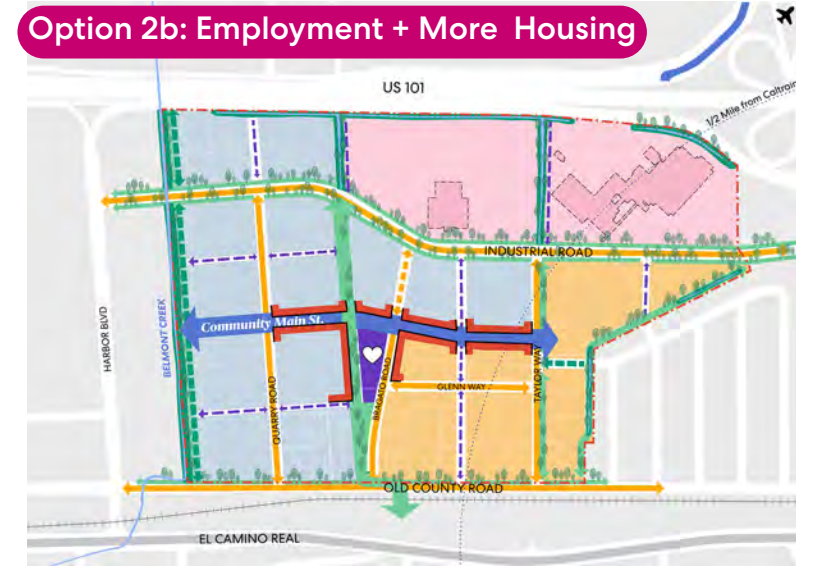 Option 2b: Employment + More Housing
US 101
1/2 Mile from Caltrain
INDUSTRIAL ROAD
Community Main St.
HARBOR BLVD
BELMONT CREEK
QUARRY ROAD
BRAGATO ROAD
GLENN WAY
TAYLOR WAY
OLD COUNTY ROAD
EL CAMINO REAL